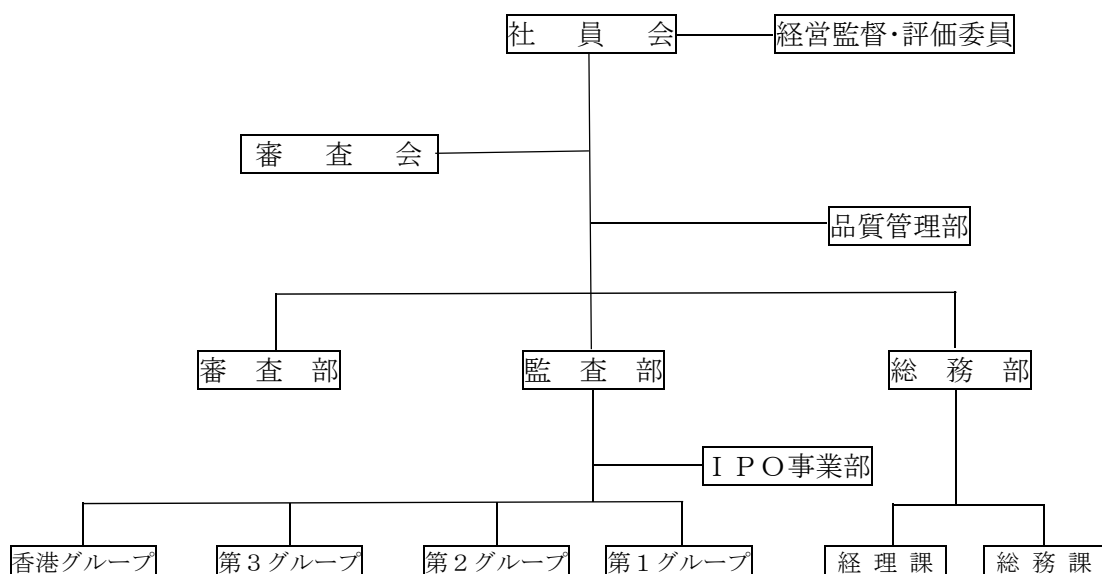 社 員 会
経営監督・評価委員
審 査 会
品質管理部
審 査 部
監 査 部
総 務 部
ＩＰＯ事業部
香港グループ
第３グループ
第２グループ
第１グループ
経 理 課
総 務 課